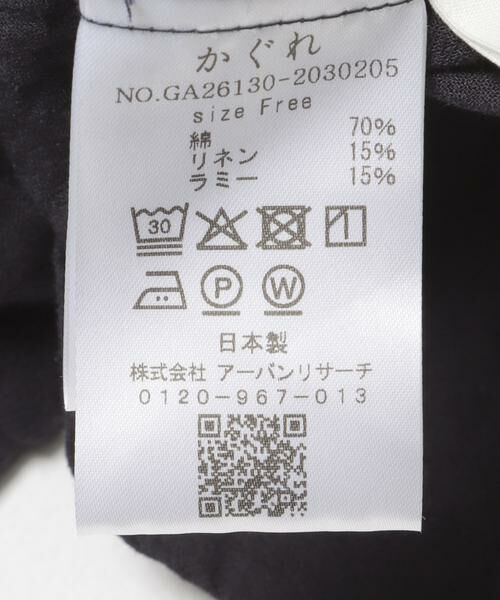 かぐれ
NO.GA26130-2030205
size Free
綿 70%
リネン 15%
ラミー 15%
30
P W
日本製
株式会社 アーバンリサーチ
0120-967-013